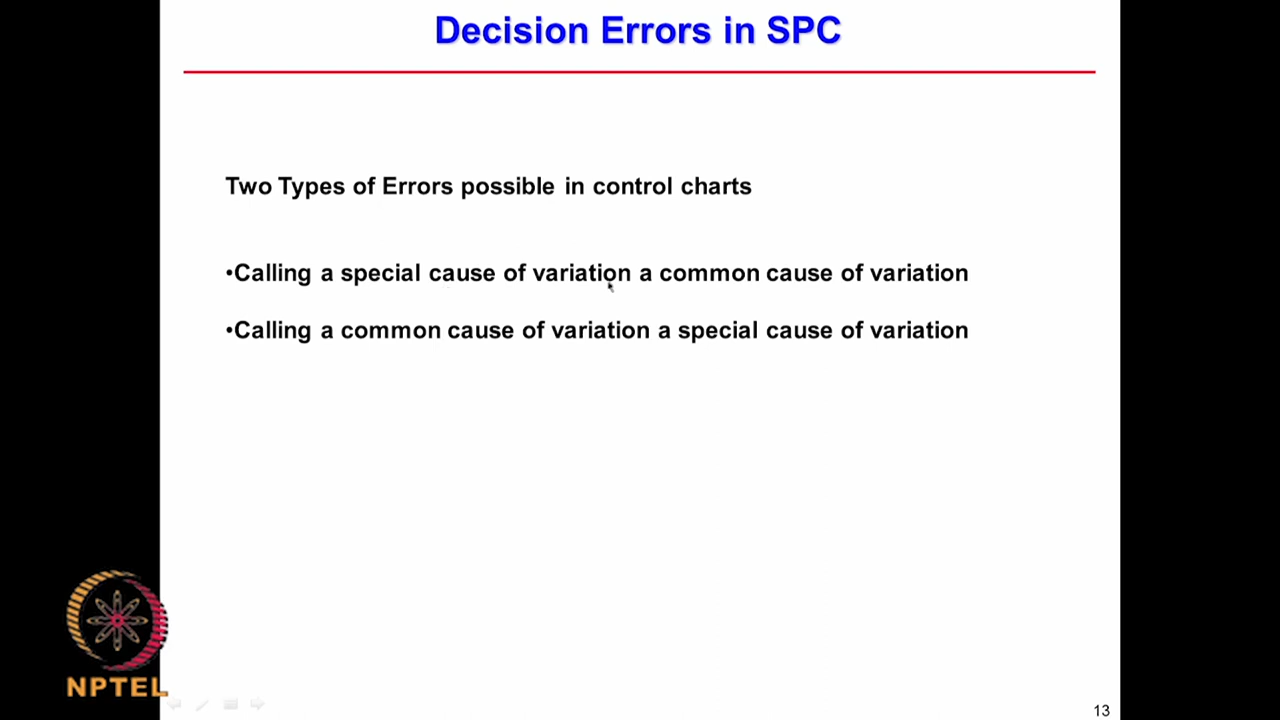 Decision Errors in SPC
Two Types of Errors possible in control charts
•Calling a special cause of variation a common cause of variation
•Calling a common cause of variation a special cause of variation
NPTEL
13